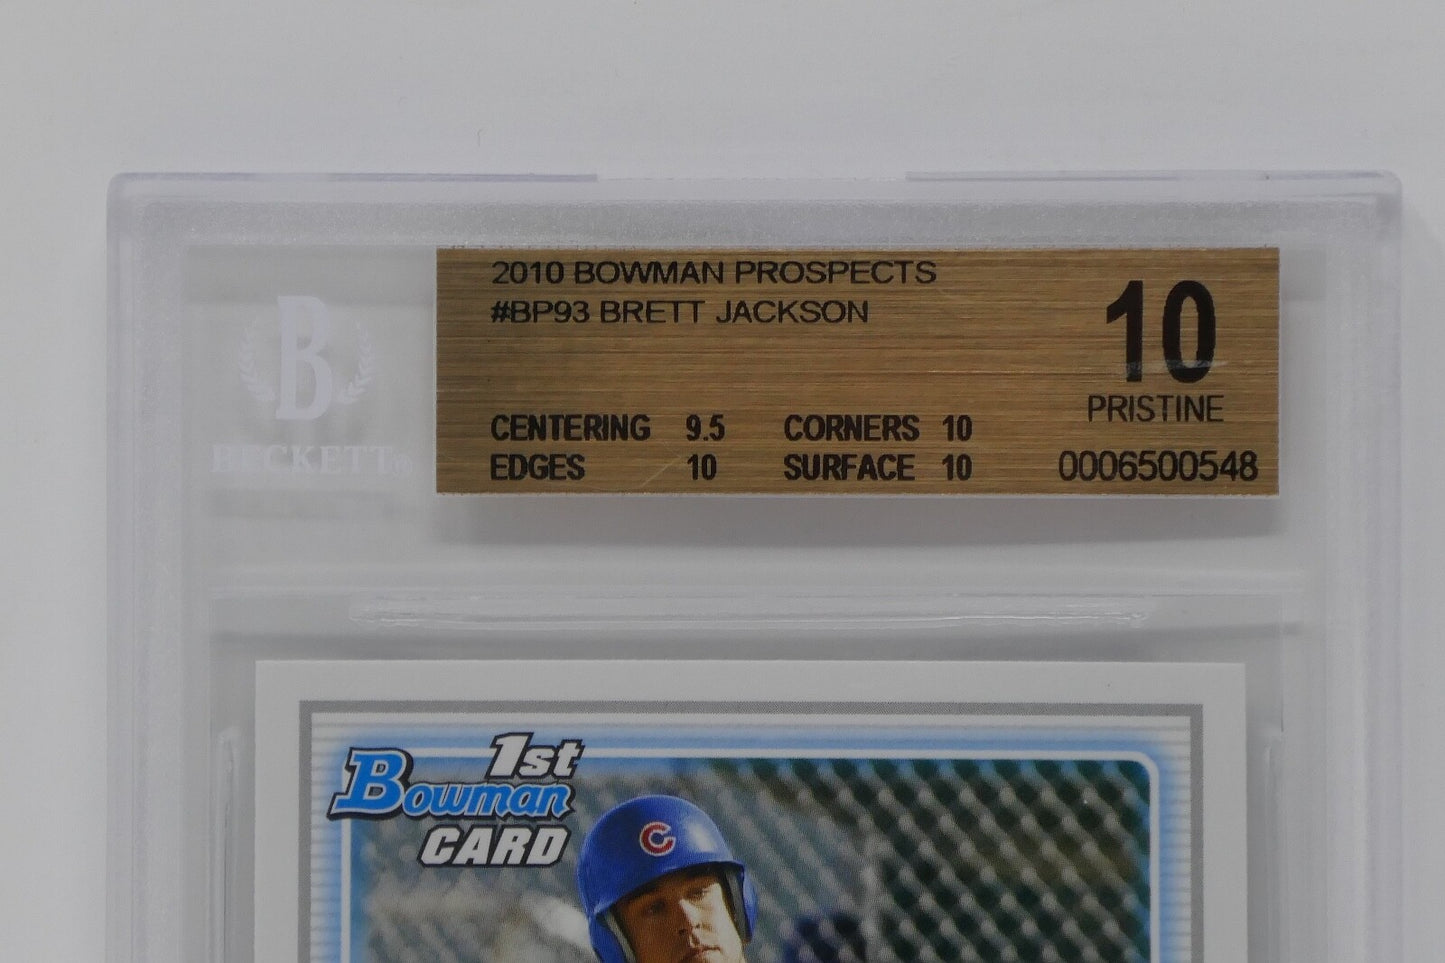 2010 BOWMAN PROSPECTS
#BP93 BRETT JACKSON
10
PRISTINE
CENTERING 9.5 CORNERS 10
EDGES 10 SURFACE 10
0006500548
B
BECKETT®
1st
Bowman
CARD
C